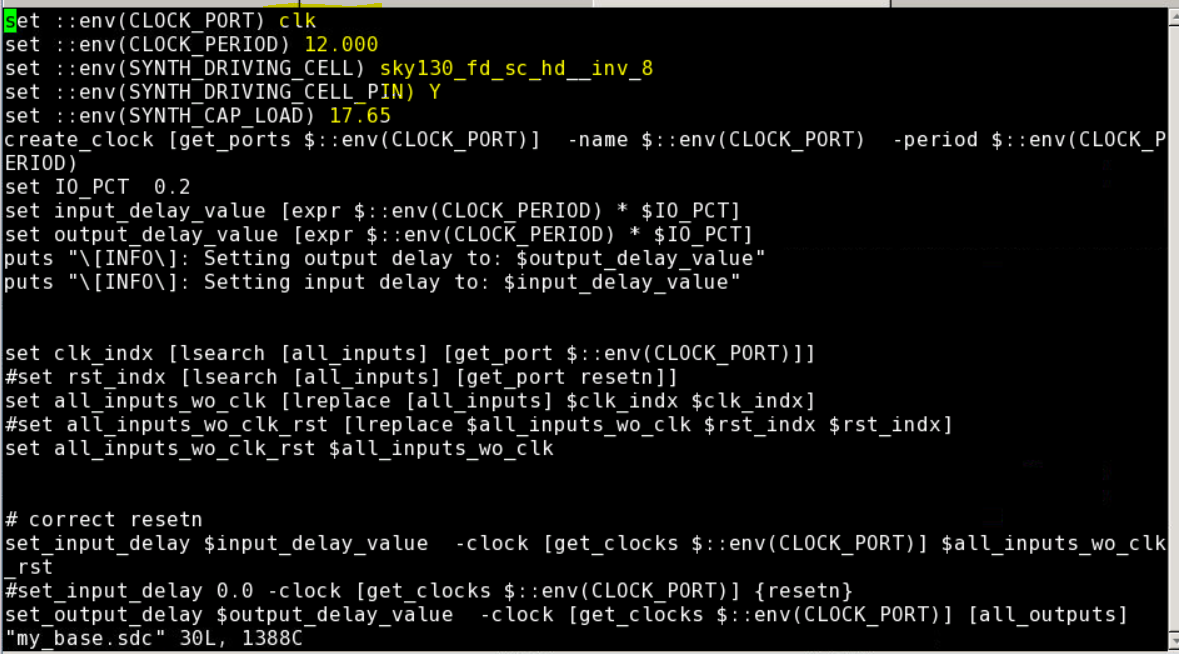 set ::env(CLOCK_PORT) clk
set ::env(CLOCK_PERIOD) 12.000
set ::env(SYNTH_DRIVING_CELL) sky130_fd_sc_hd__inv_8
set ::env(SYNTH_DRIVING_CELL_PIN) Y
set ::env(SYNTH_CAP_LOAD) 17.65
create_clock [get_ports $::env(CLOCK_PORT)]  -name $::env(CLOCK_PORT)  -period $::env(CLOCK_P
ERIOD)
set IO_PCT  0.2
set input_delay_value [expr $::env(CLOCK_PERIOD) * $IO_PCT]
set output_delay_value [expr $::env(CLOCK_PERIOD) * $IO_PCT]
puts "\[INFO\]: Setting output delay to: $output_delay_value"
puts "\[INFO\]: Setting input delay to: $input_delay_value"
set clk_indx [lsearch [all_inputs] [get_port $::env(CLOCK_PORT)]]
#set rst_indx [lsearch [all_inputs] [get_port resetn]]
set all_inputs_wo_clk [lreplace [all_inputs] $clk_indx $clk_indx]
#set all_inputs_wo_clk_rst [lreplace $all_inputs_wo_clk $rst_indx $rst_indx]
set all_inputs_wo_clk_rst $all_inputs_wo_clk
# correct resetn
set_input_delay $input_delay_value  -clock [get_clocks $::env(CLOCK_PORT)] $all_inputs_wo_clk
_rst
#set_input_delay 0.0 -clock [get_clocks $::env(CLOCK_PORT)] {resetn}
set_output_delay $output_delay_value  -clock [get_clocks $::env(CLOCK_PORT)] [all_outputs]
"my_base.sdc" 30L, 1388C